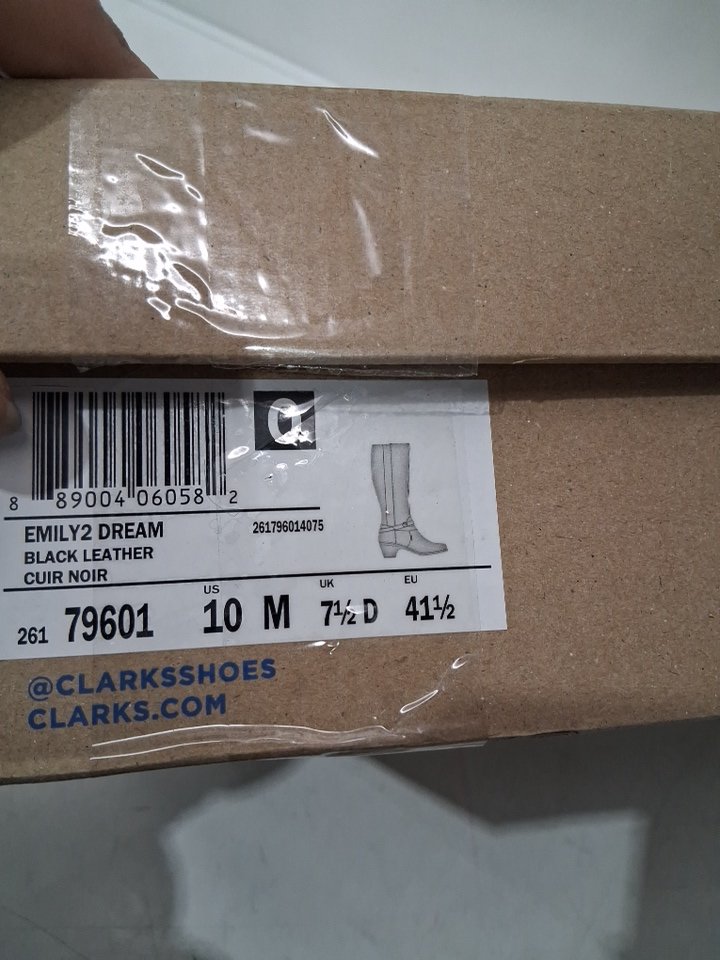 Q
8 89004 06058 2
EMILY2 DREAM
261796014075
BLACK LEATHER
CUIR NOIR
US UK EU
261 79601 10 M 7½ D 41½
@CLARKSSHOES
CLARKS.COM